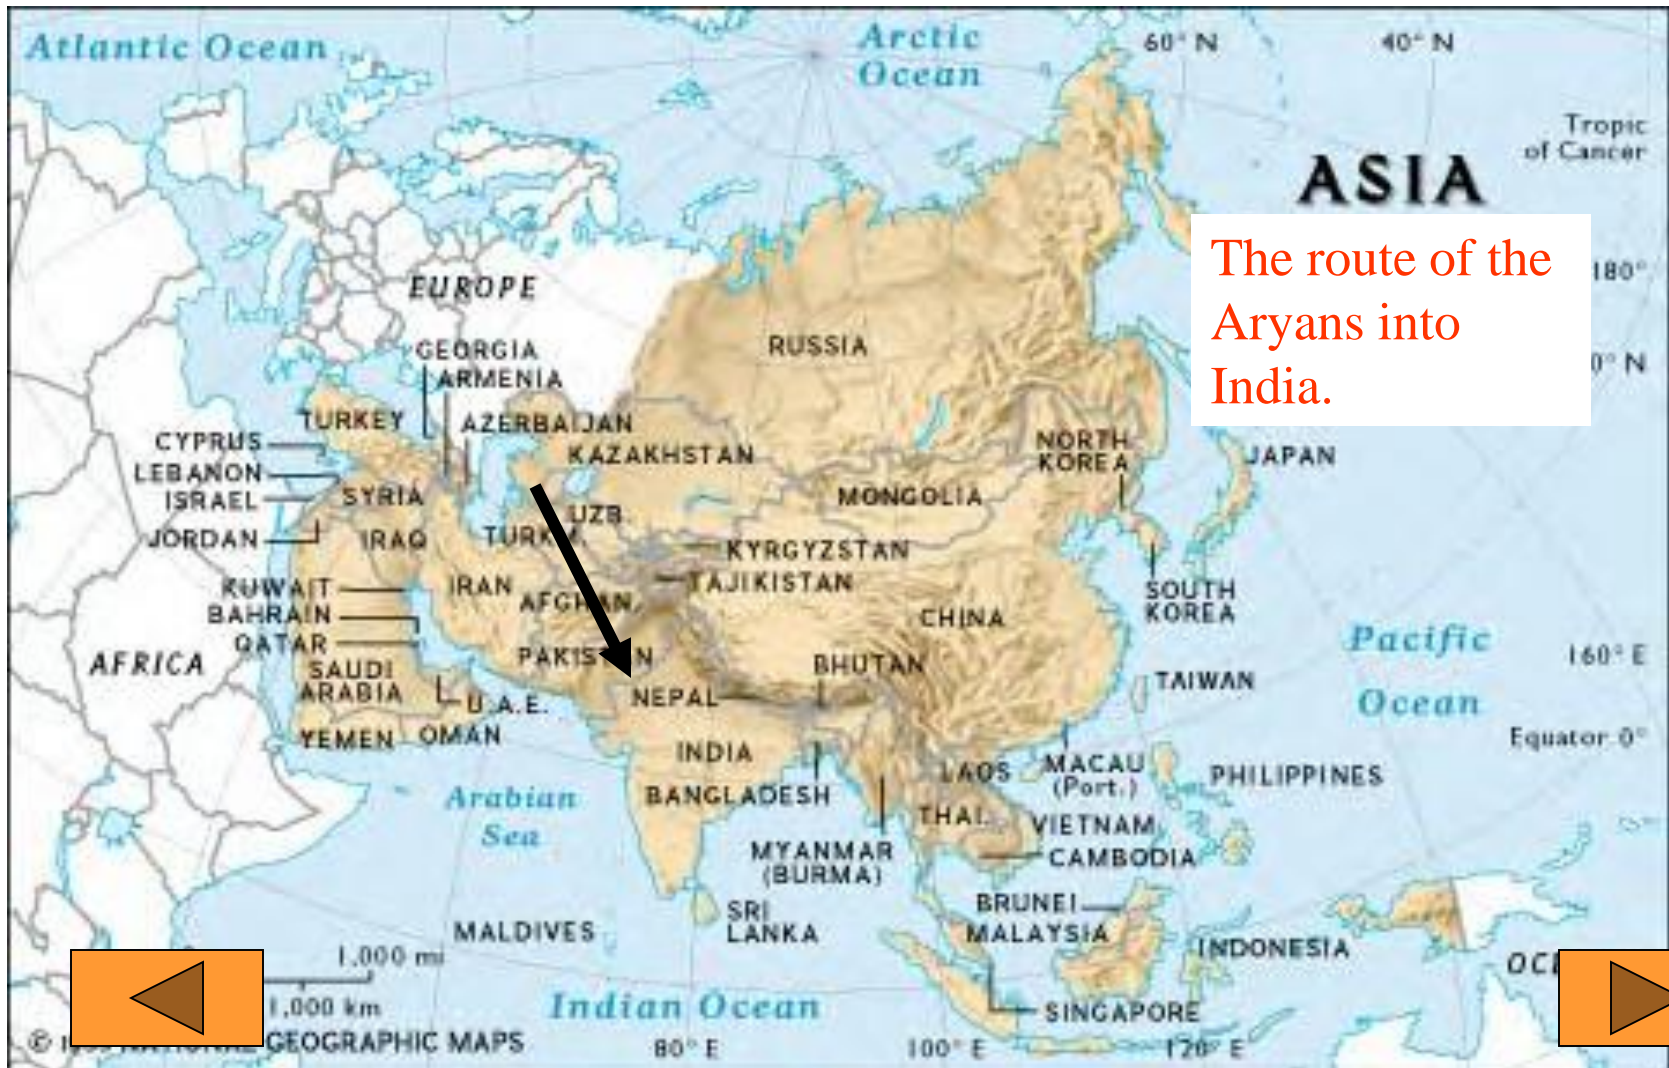 Atlantic Ocean
Arctic
Ocean
60° N
40° N
Tropic
of Cancer
ASIA
The route of the
Aryans into
India.
180°
0° N
EUROPE
GEORGIA
ARMENIA
RUSSIA
TURKEY
AZERBAIJAN
CYPRUS
KAZAKHSTAN
NORTH
KOREA
JAPAN
LEBANON
ISRAEL
SYRIA
MONGOLIA
UZB.
JORDAN
IRAQ
KYRGYZSTAN
TAJIKISTAN
KUWAIT
IRAN
AFGHAN.
SOUTH
KOREA
BAHRAIN
CHINA
QATAR
AFRICA
SAUDI
ARABIA
BHUTAN
Pacific
Ocean
160° E
TAIWAN
U.A.E.
NEPAL
YEMEN
OMAN
Equator 0°
INDIA
LAOS
MACAU
(Port.)
PHILIPPINES
Arabian
Sea
BANGLADESH
THAI.
VIETNAM
MYANMAR
(BURMA)
CAMBODIA
BRUNEI
SRI
LANKA
MALDIVES
MALAYSIA
INDONESIA
1,000 mi
1,000 km
Indian Ocean
SINGAPORE
GEOGRAPHIC MAPS
80° E
100° E
120° E